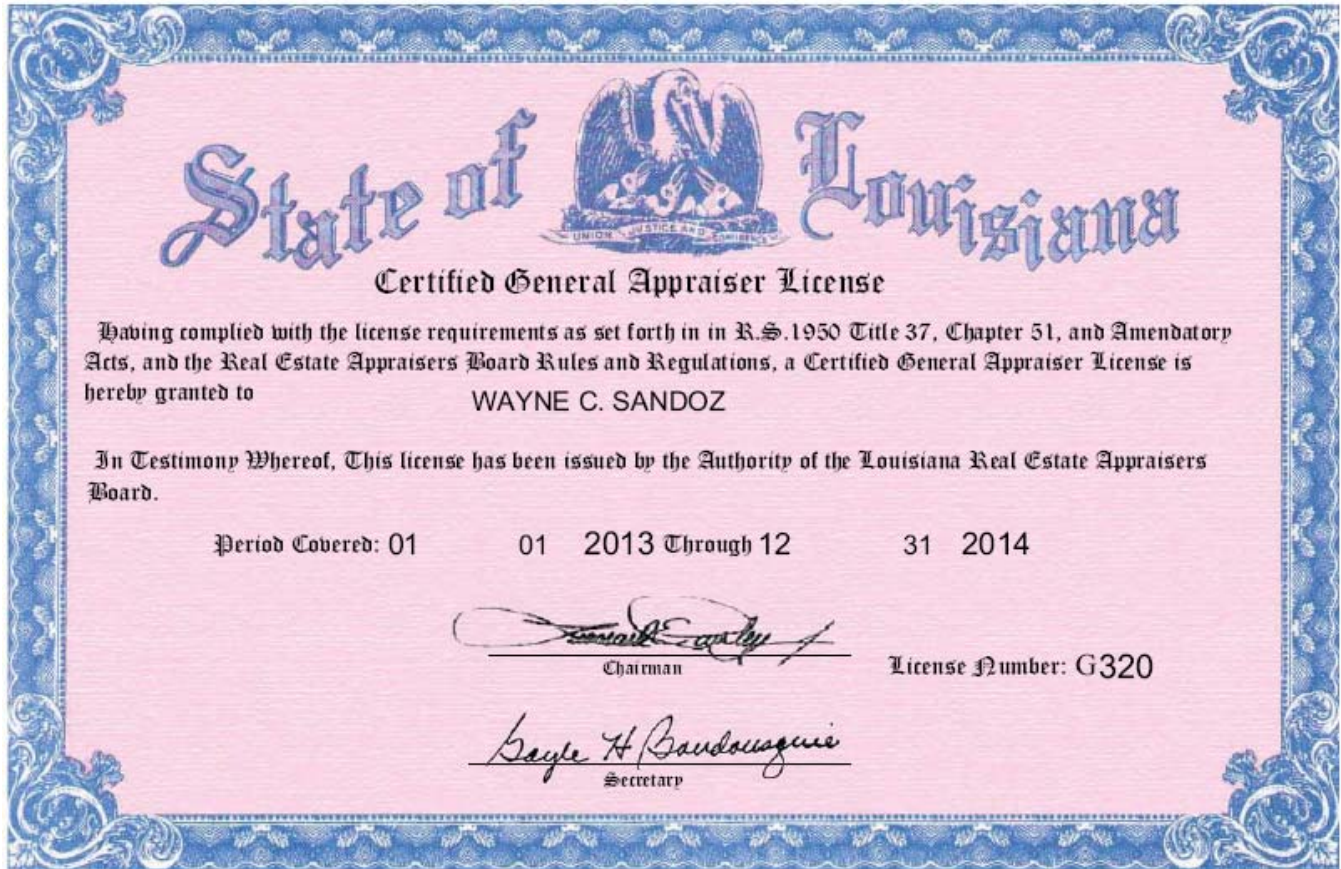 State of Louisiana
UNION JUSTICE AND CONFIDENCE
Certified General Appraiser License
Having complied with the license requirements as set forth in in R.S.1950 Title 37, Chapter 51, and Amendatory
Acts, and the Real Estate Appraisers Board Rules and Regulations, a Certified General Appraiser License is
hereby granted to WAYNE C. SANDOZ
In Testimony Whereof, This license has been issued by the Authority of the Louisiana Real Estate Appraisers
Board.
Period Covered: 01 01 2013 Through 12 31 2014
Chairman License Number: G320
Gayle H Boudousquie
Secretary